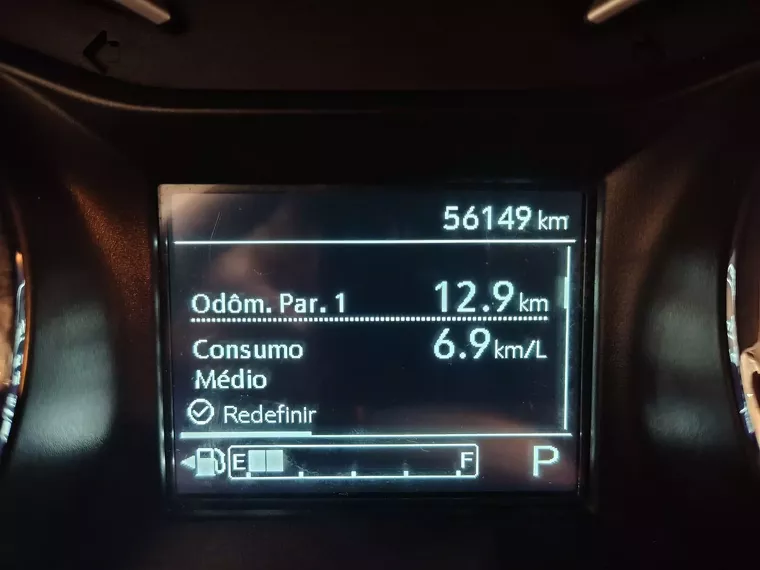 56149 km
Odôm. Par. 1 12.9 km
Consumo 6.9 km/L
Médio
Redefinir
E F P